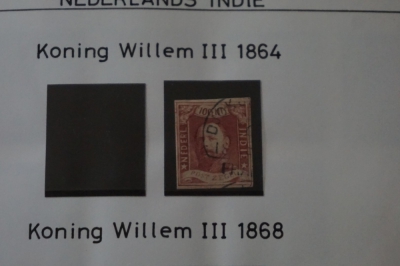 NEDERLANDS INDIE
Koning Willem III 1864
Koning Willem III 1868